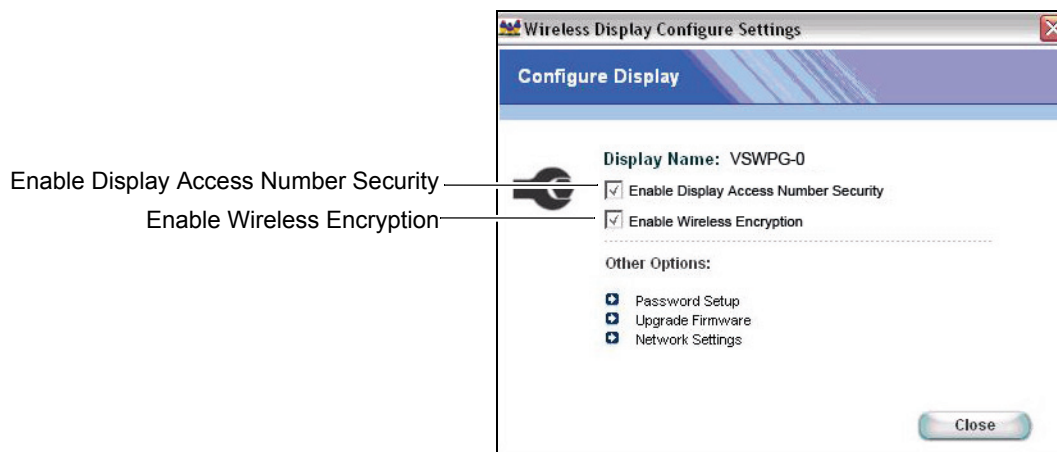 Wireless Display Configure Settings
Configure Display
Display Name: VSWPG-0
Enable Display Access Number Security
Enable Display Access Number Security
Enable Wireless Encryption
Enable Wireless Encryption
Other Options:
Password Setup
Upgrade Firmware
Network Settings
Close